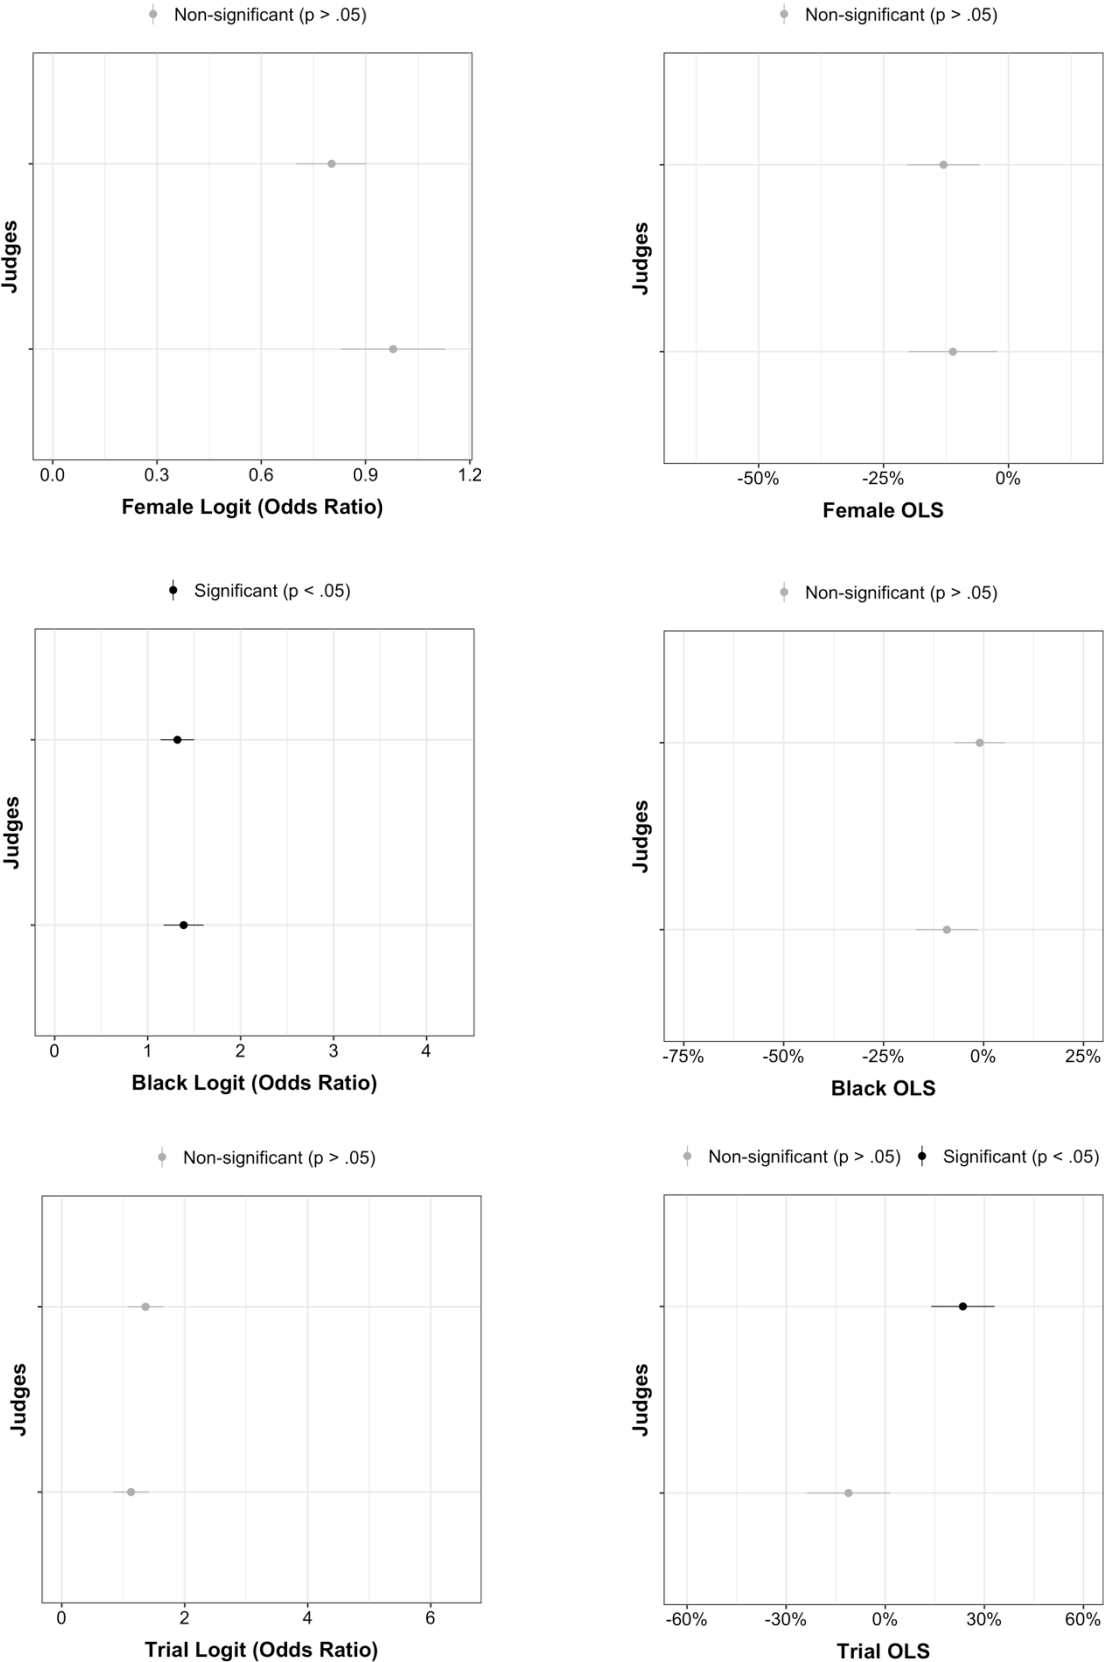 Non-significant (p > .05)
Judges
0.0 0.3 0.6 0.9 1.2
Female Logit (Odds Ratio)
Non-significant (p > .05)
Judges
-50% -25% 0%
Female OLS
Significant (p < .05)
Judges
0 1 2 3 4
Black Logit (Odds Ratio)
Non-significant (p > .05)
Judges
-75% -50% -25% 0% 25%
Black OLS
Non-significant (p > .05)
Judges
0 2 4 6
Trial Logit (Odds Ratio)
Non-significant (p > .05) Significant (p < .05)
Judges
-60% -30% 0% 30% 60%
Trial OLS